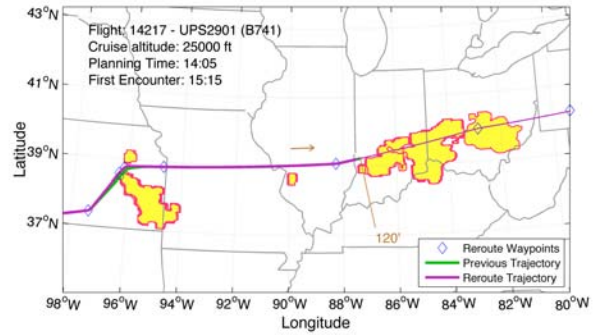 43°N
Flight: 14217 - UPS2901 (B741)
Cruise altitude: 25000 ft
Planning Time: 14:05
First Encounter: 15:15
41°N
39°N
37°N
Latitude
120'
Reroute Waypoints
Previous Trajectory
Reroute Trajectory
98°W 96°W 94°W 92°W 90°W 88°W 86°W 84°W 82°W 80°W
Longitude